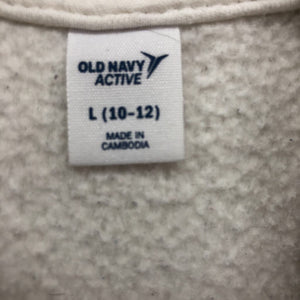 OLD NAVY
ACTIVE
L (10-12)
MADE IN
CAMBODIA